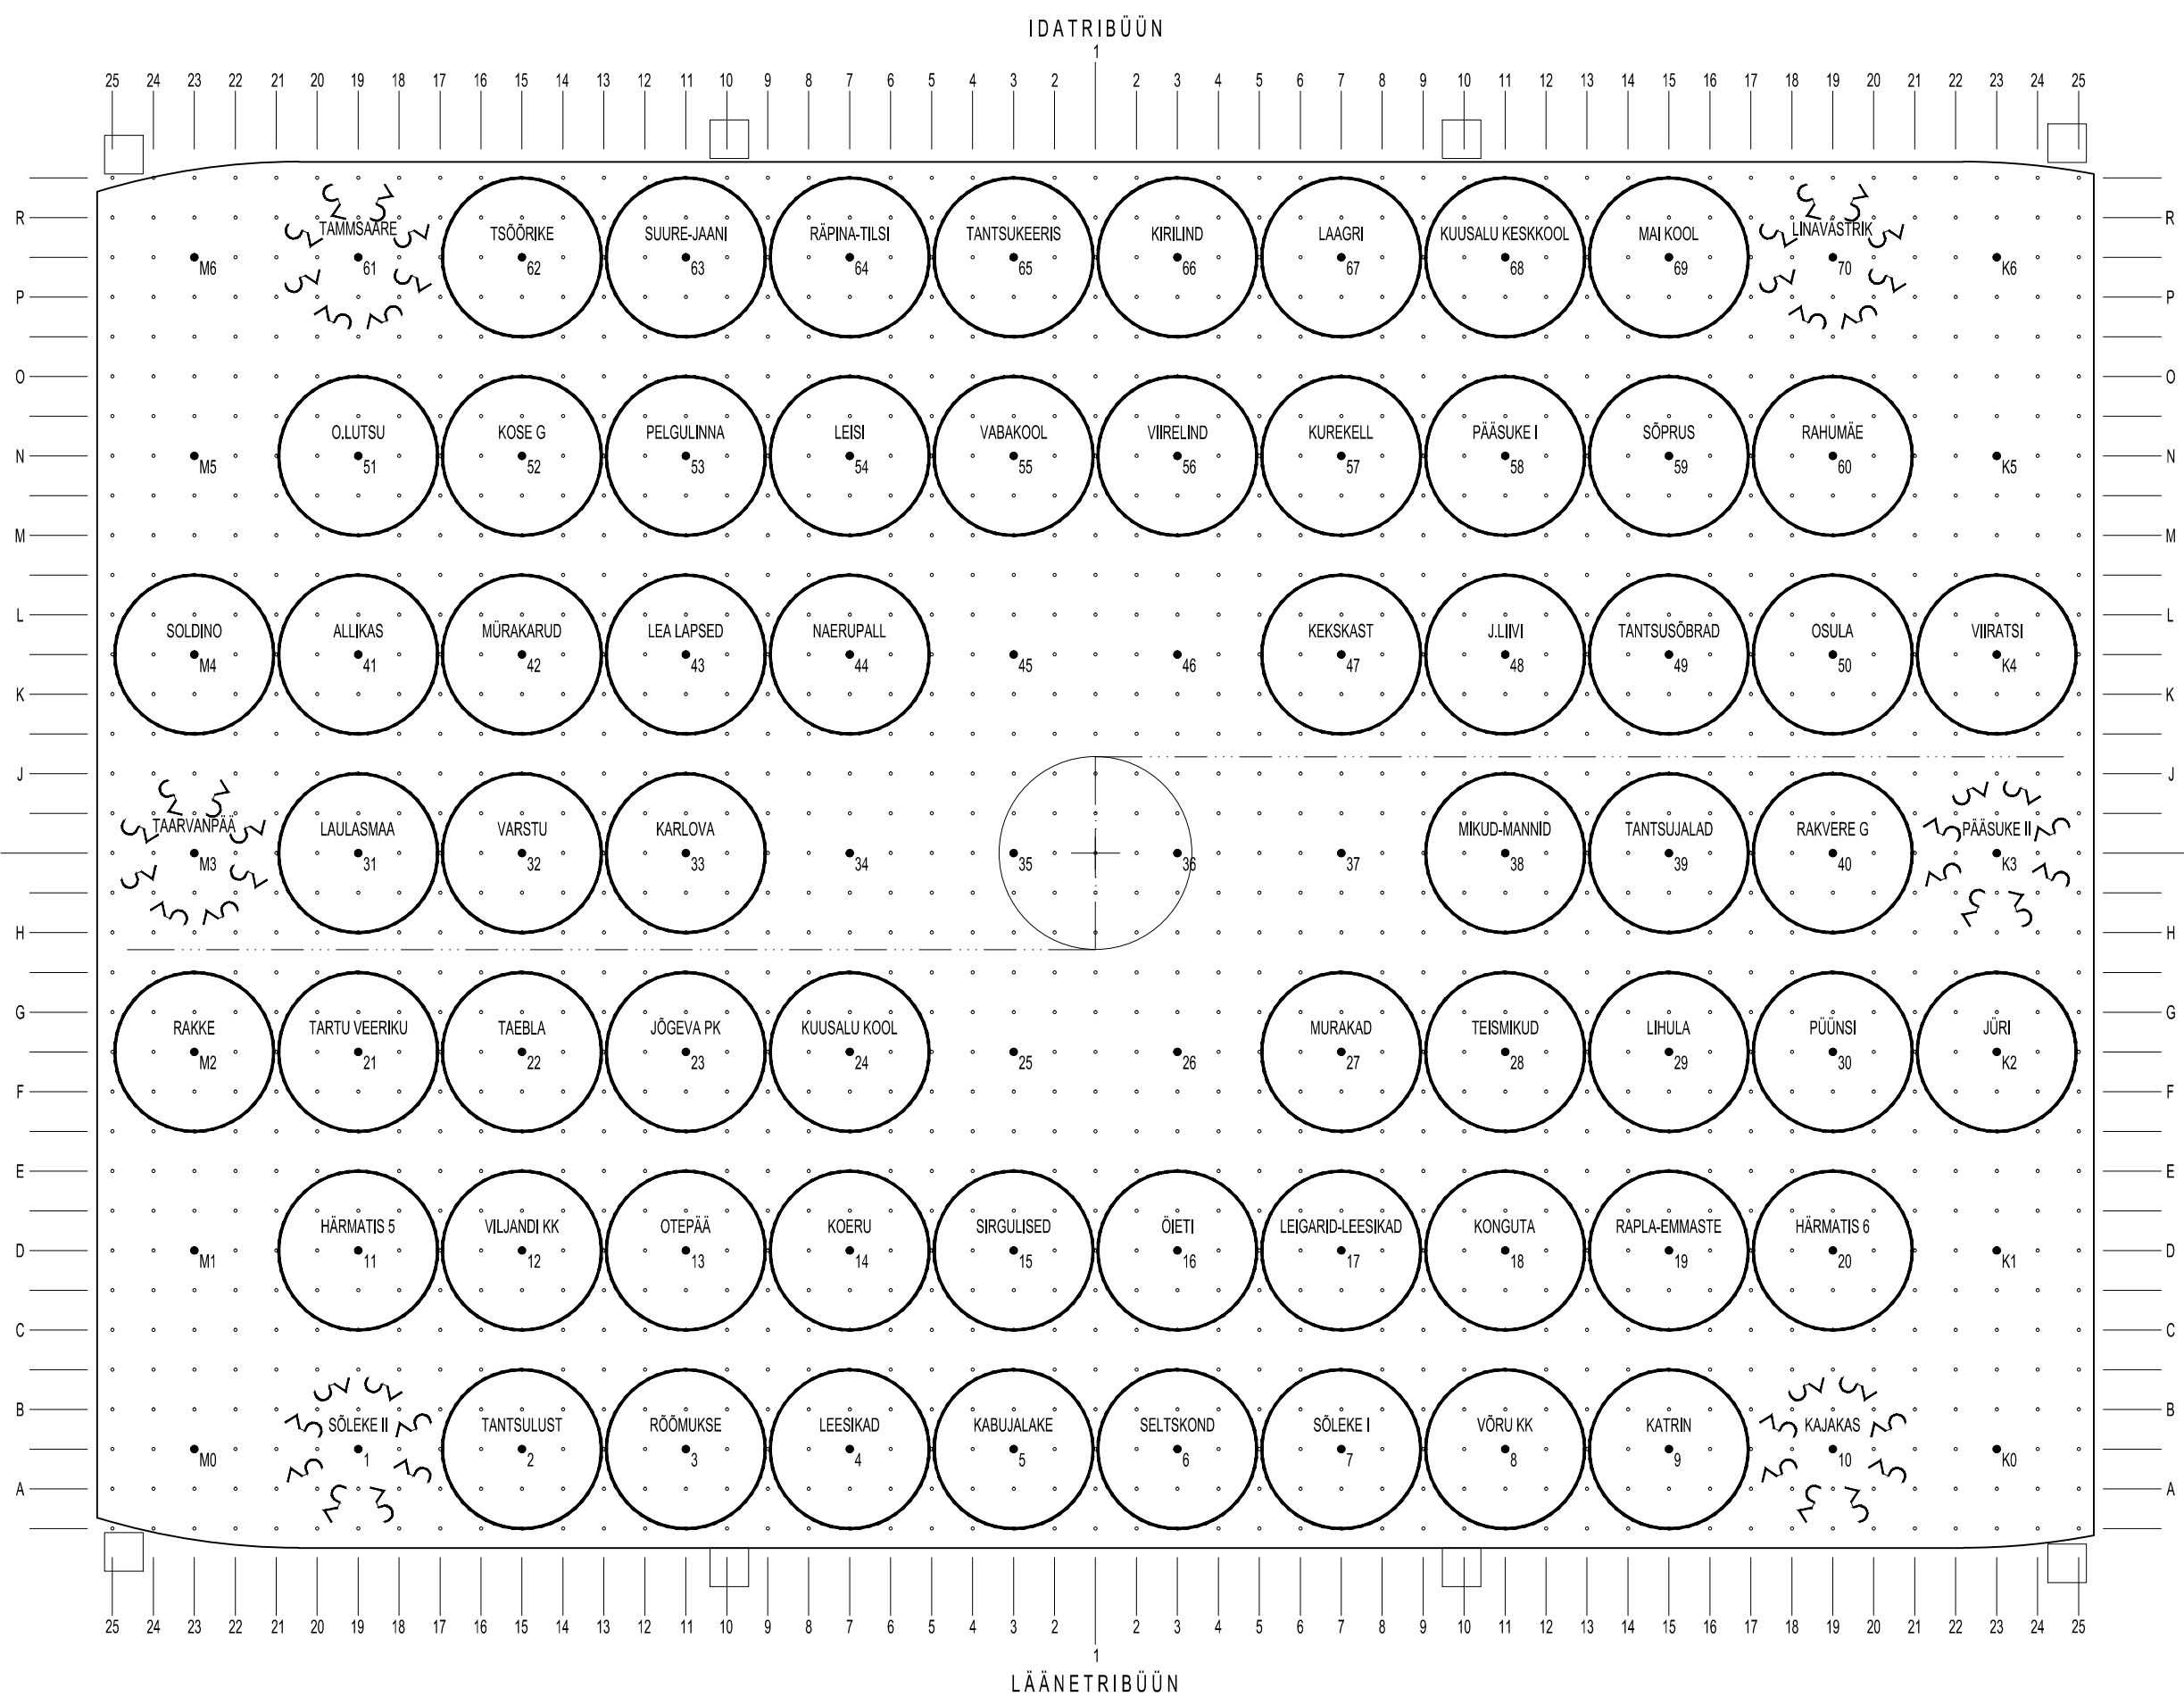 IDATRIBÜÜN
1
25 24 23 22 21 20 19 18 17 16 15 14 13 12 11 10 9 8 7 6 5 4 3 2 2 3 4 5 6 7 8 9 10 11 12 13 14 15 16 17 18 19 20 21 22 23 24 25
R R
TAMMSAARE TSÕÕRIKE SUURE-JAANI RÄPINA-TILSI TANTSUKEERIS KIRILIND LAAGRI KUUSALU KESKKOOL MAI KOOL LINAVÄSTRIK
M6 61 62 63 64 65 66 67 68 69 70 K6
P P
O O
O.LUTSU KOSE G PELGULINNA LEISI VABAKOOL VIIRELIND KUREKELL PÄÄSUKE I SÕPRUS RAHUMÄE
N M5 51 52 53 54 55 56 57 58 59 60 K5 N
M M
L L
SOLDINO ALLIKAS MÜRAKARUD LEA LAPSED NAERUPALL KEKSKAST J.LIIVI TANTSUSÕBRAD OSULA VIIRATSI
M4 41 42 43 44 45 46 47 48 49 50 K4
K K
J J
TAARVANPÄÄ LAULASMAA VARSTU KARLOVA MIKUD-MANNID TANTSUJALAD RAKVERE G PÄÄSUKE II
M3 31 32 33 34 35 36 37 38 39 40 K3
H H
G G
RAKKE TARTU VEERIKU TAEBLA JÕGEVA PK KUUSALU KOOL MURAKAD TEISMIKUD LIHULA PÜÜNSI JÜRI
M2 21 22 23 24 25 26 27 28 29 30 K2
F F
E E
HÄRMATIS 5 VILJANDI KK OTEPÄÄ KOERU SIRGULISED ÖIETI LEIGARID-LEESIKAD KONGUTA RAPLA-EMMASTE HÄRMATIS 6
D M1 11 12 13 14 15 16 17 18 19 20 K1 D
C C
B B
SÕLEKE II TANTSULUST RÕÕMUKSE LEESIKAD KABUJALAKE SELTSKOND SÕLEKE I VÕRU KK KATRIN KAJAKAS
M0 1 2 3 4 5 6 7 8 9 10 K0
A A
25 24 23 22 21 20 19 18 17 16 15 14 13 12 11 10 9 8 7 6 5 4 3 2 2 3 4 5 6 7 8 9 10 11 12 13 14 15 16 17 18 19 20 21 22 23 24 25
1
LÄÄNETRIBÜÜN